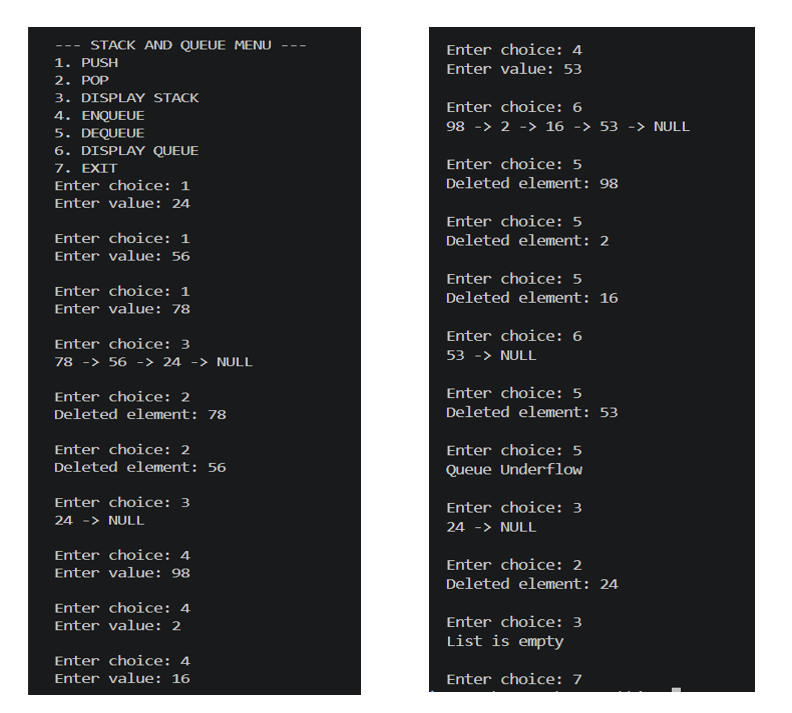 --- STACK AND QUEUE MENU ---
1. PUSH
2. POP
3. DISPLAY STACK
4. ENQUEUE
5. DEQUEUE
6. DISPLAY QUEUE
7. EXIT
Enter choice: 1
Enter value: 24
Enter choice: 1
Enter value: 56
Enter choice: 1
Enter value: 78
Enter choice: 3
78 -> 56 -> 24 -> NULL
Enter choice: 2
Deleted element: 78
Enter choice: 2
Deleted element: 56
Enter choice: 3
24 -> NULL
Enter choice: 4
Enter value: 98
Enter choice: 4
Enter value: 2
Enter choice: 4
Enter value: 16
Enter choice: 4
Enter value: 53
Enter choice: 6
98 -> 2 -> 16 -> 53 -> NULL
Enter choice: 5
Deleted element: 98
Enter choice: 5
Deleted element: 2
Enter choice: 5
Deleted element: 16
Enter choice: 6
53 -> NULL
Enter choice: 5
Deleted element: 53
Enter choice: 5
Queue Underflow
Enter choice: 3
24 -> NULL
Enter choice: 2
Deleted element: 24
Enter choice: 3
List is empty
Enter choice: 7